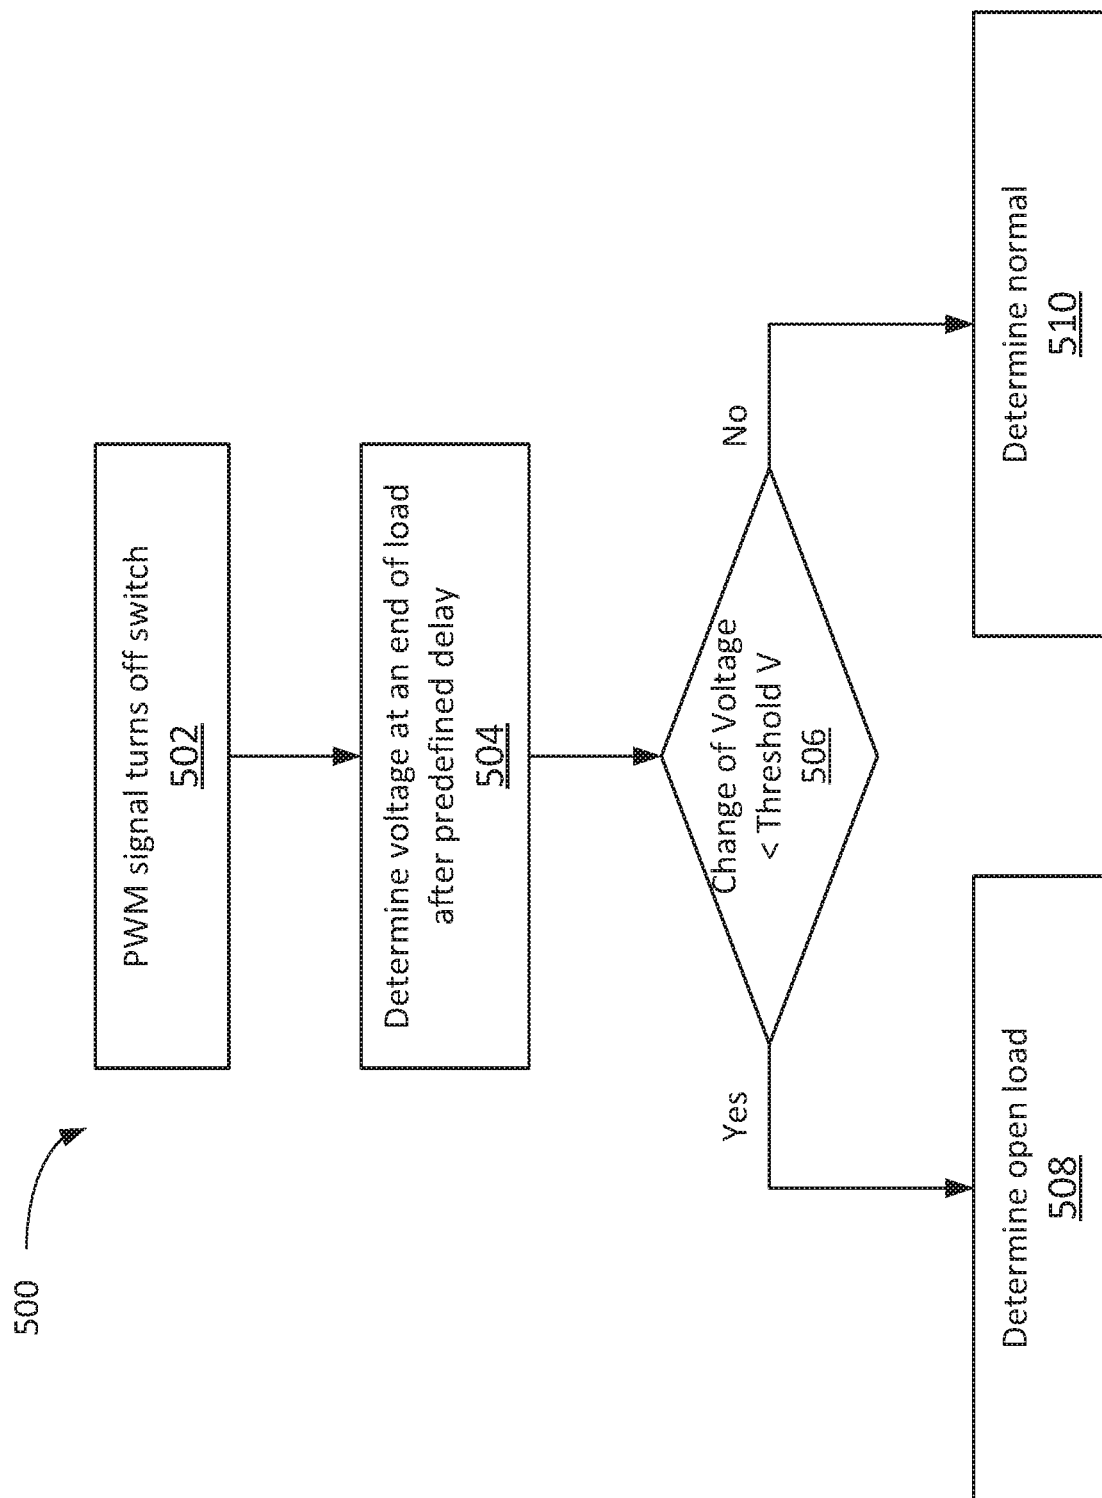 500
PWM signal turns off switch
502
Determine voltage at an end of load
after predefined delay
504
Change of Voltage
< Threshold V
506
Yes
No
Determine open load
508
Determine normal
510